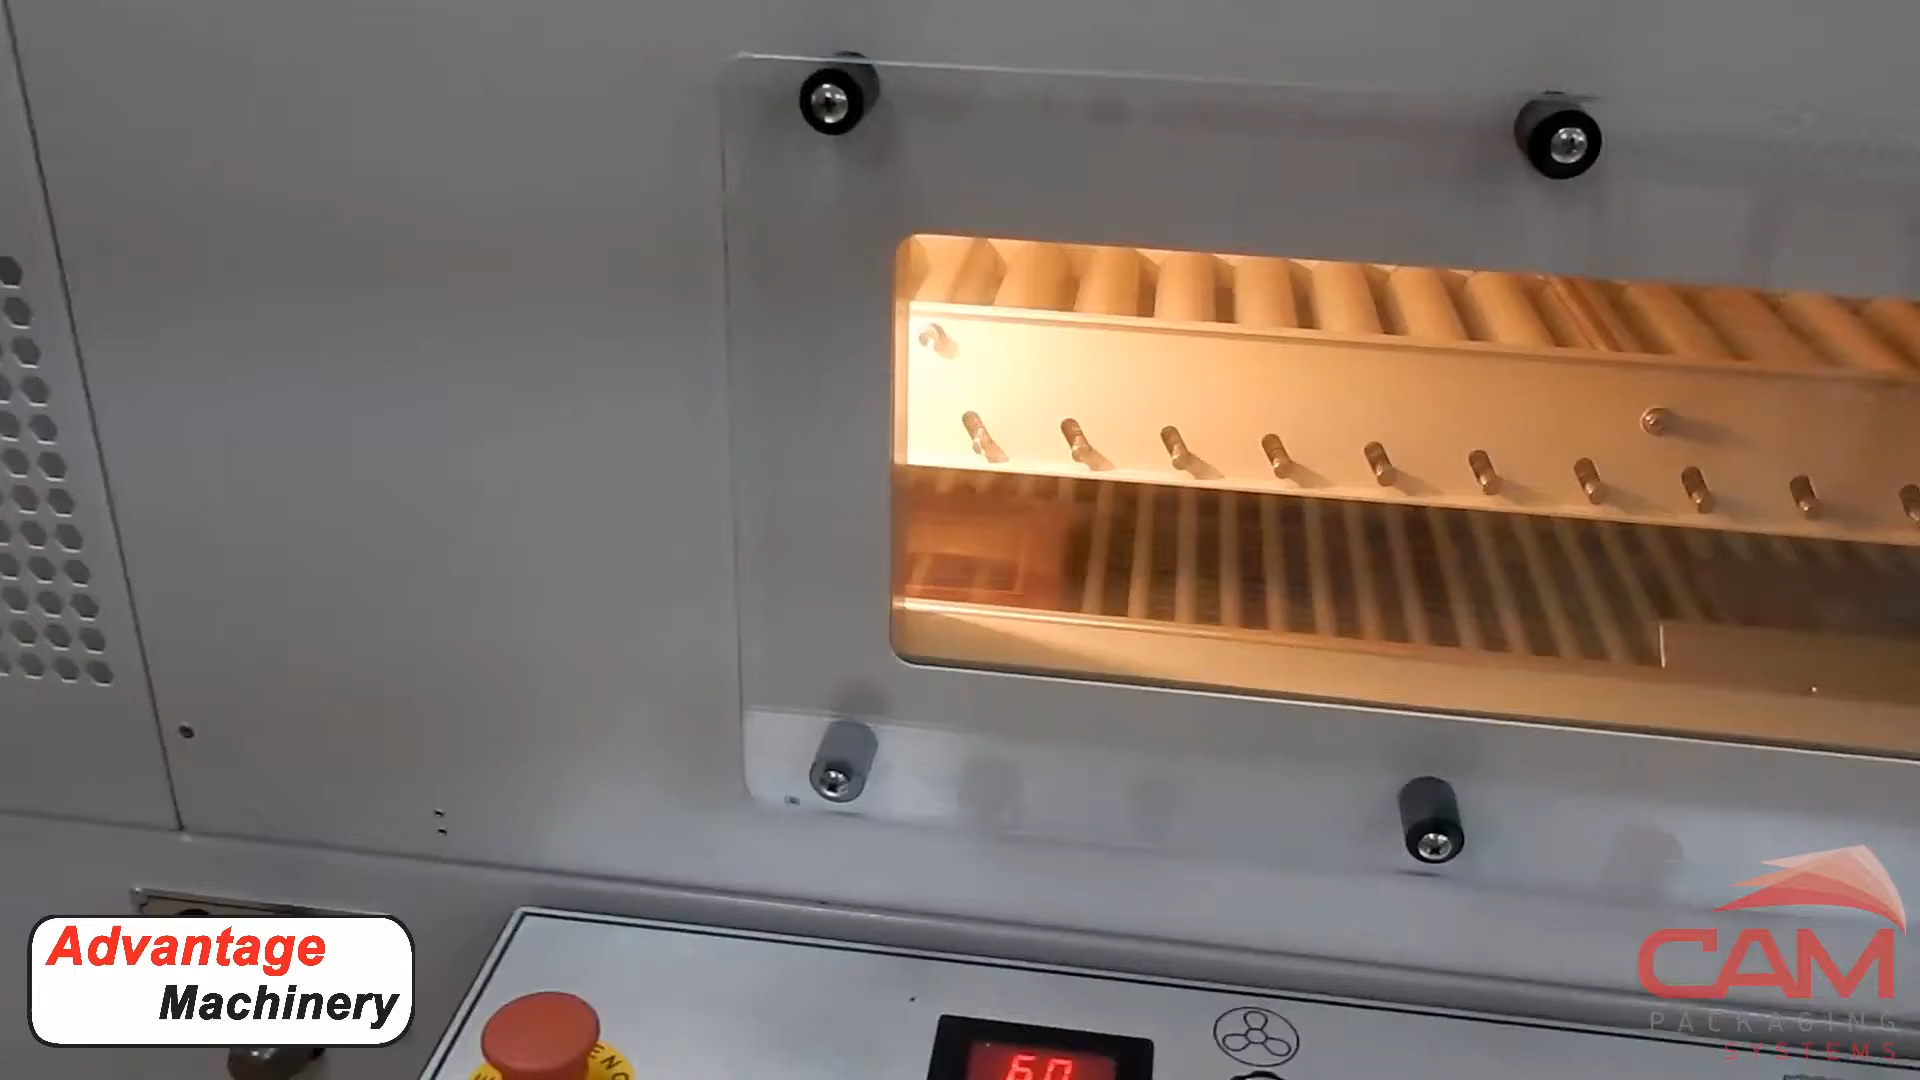 Advantage
Machinery
CAM
PACKAGING
SYSTEMS
60